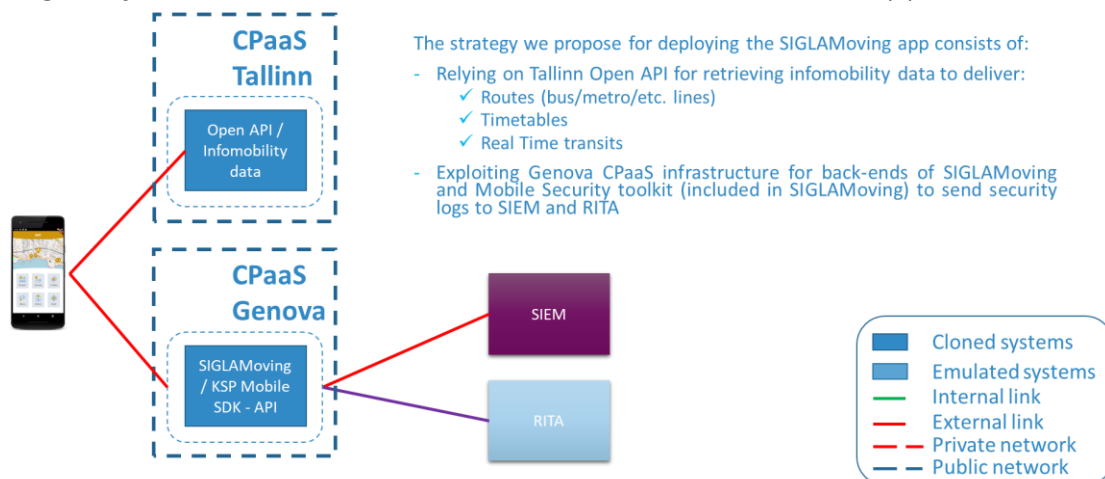 CPaaS
Tallinn
Open API /
Infomobility
data
The strategy we propose for deploying the SIGLAMoving app consists of:
- Relying on Tallinn Open API for retrieving infomobility data to deliver:
✓ Routes (bus/metro/etc. lines)
✓ Timetables
✓ Real Time transits
- Exploiting Genova CPaaS infrastructure for back-ends of SIGLAMoving
and Mobile Security toolkit (included in SIGLAMoving) to send security
logs to SIEM and RITA
CPaaS
Genova
SIGLAMoving
/ KSP Mobile
SDK - API
SIEM
RITA
Cloned systems
Emulated systems
Internal link
External link
Private network
Public network